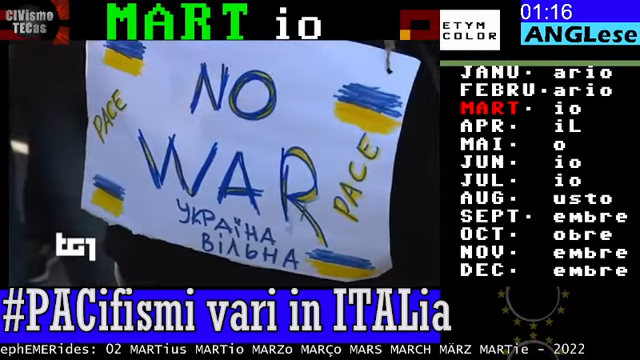 CIVismo
TECas
MART io
ETYM
COLOR
01:16
ANGLese
NO
WAR
PACE
PACE
УКРАЇНА
ВІЛЬНА
tg1
JANU· ario
FEBRU·ario
MART· io
APR· iL
MAI· o
JUN· io
JUL· io
AUG· usto
SEPT· embre
OCT· obre
NOV· embre
DEC· embre
#PACifismi vari in ITALia
ephEMERides: 02 MARTius MARTio MARZo MARÇo MARS MARCH MÄRZ MARTie - 2022